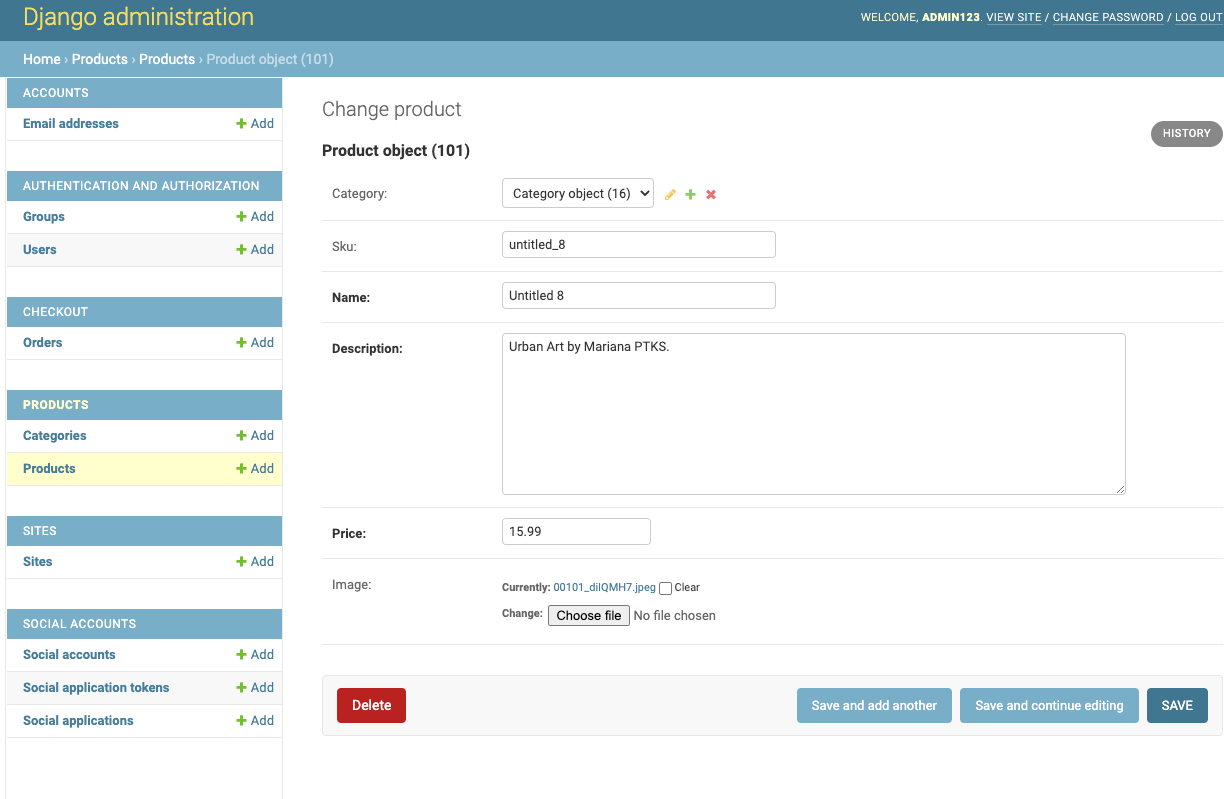 Django administration
WELCOME, ADMIN123. VIEW SITE / CHANGE PASSWORD / LOG OUT
Home › Products › Products › Product object (101)
ACCOUNTS
Email addresses + Add
AUTHENTICATION AND AUTHORIZATION
Groups + Add
Users + Add
CHECKOUT
Orders + Add
PRODUCTS
Categories + Add
Products + Add
SITES
Sites + Add
SOCIAL ACCOUNTS
Social accounts + Add
Social application tokens + Add
Social applications + Add
Change product
HISTORY
Product object (101)
Category: Category object (16)
Sku: untitled_8
Name: Untitled 8
Description: Urban Art by Mariana PTKS.
Price: 15.99
Image: Currently: 00101_dilQMH7.jpeg Clear
Change: Choose file No file chosen
Delete Save and add another Save and continue editing SAVE